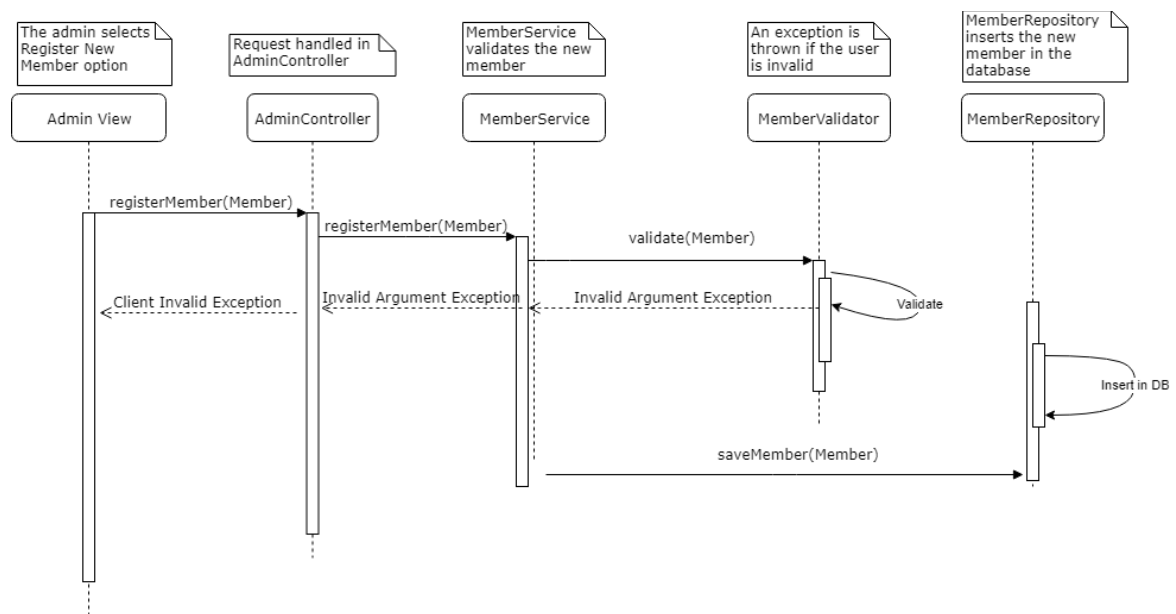 The admin selects
Register New
Member option
Request handled in
AdminController
MemberService
validates the new
member
An exception is
thrown if the user
is invalid
MemberRepository
inserts the new
member in the
database
Admin View
AdminController
MemberService
MemberValidator
MemberRepository
registerMember(Member)
registerMember(Member)
validate(Member)
Client Invalid Exception
Invalid Argument Exception
Invalid Argument Exception
Validate
Insert in DB
saveMember(Member)